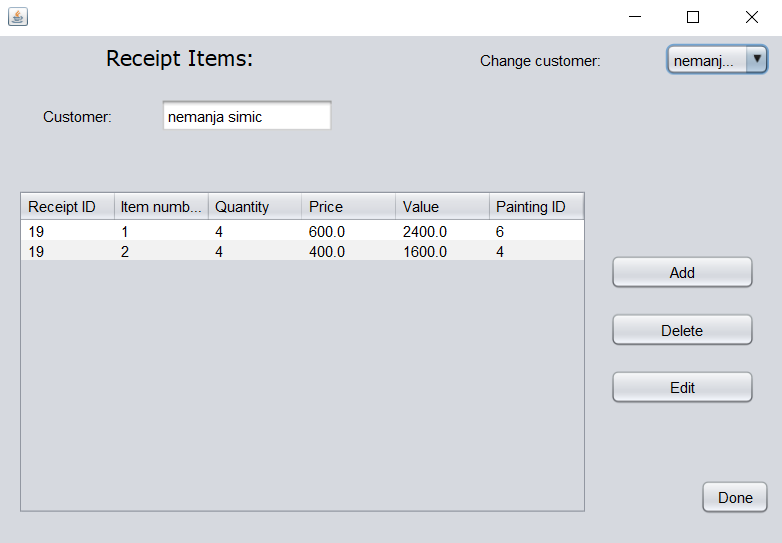 Receipt Items:
Change customer:
nemanj...
Customer:
nemanja simic
Receipt ID Item numb... Quantity Price Value Painting ID
19 1 4 600.0 2400.0 6
19 2 4 400.0 1600.0 4
Add
Delete
Edit
Done